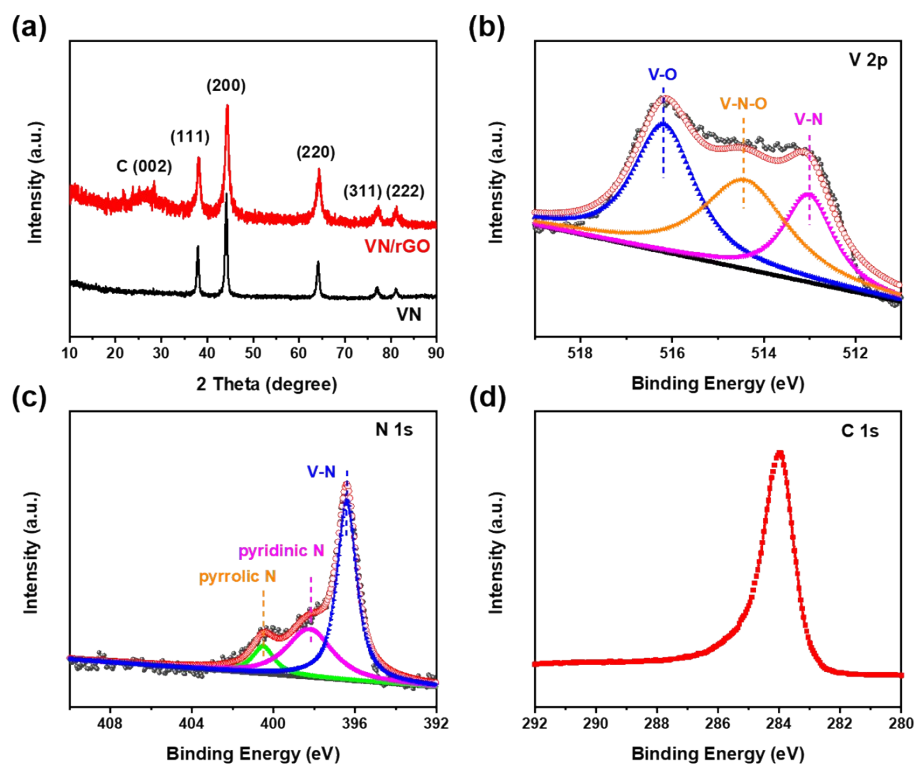 (a)
Intensity (a.u.)
C (002)
(111)
(200)
(220)
(311) (222)
VN/rGO
VN
10 20 30 40 50 60 70 80 90
2 Theta (degree)
(b)
Intensity (a.u.)
V 2p
V-O
V-N-O
V-N
518 516 514 512
Binding Energy (eV)
(c)
Intensity (a.u.)
N 1s
V-N
pyridinic N
pyrrolic N
408 404 400 396 392
Binding Energy (eV)
(d)
Intensity (a.u.)
C 1s
292 290 288 286 284 282 280
Binding Energy (eV)